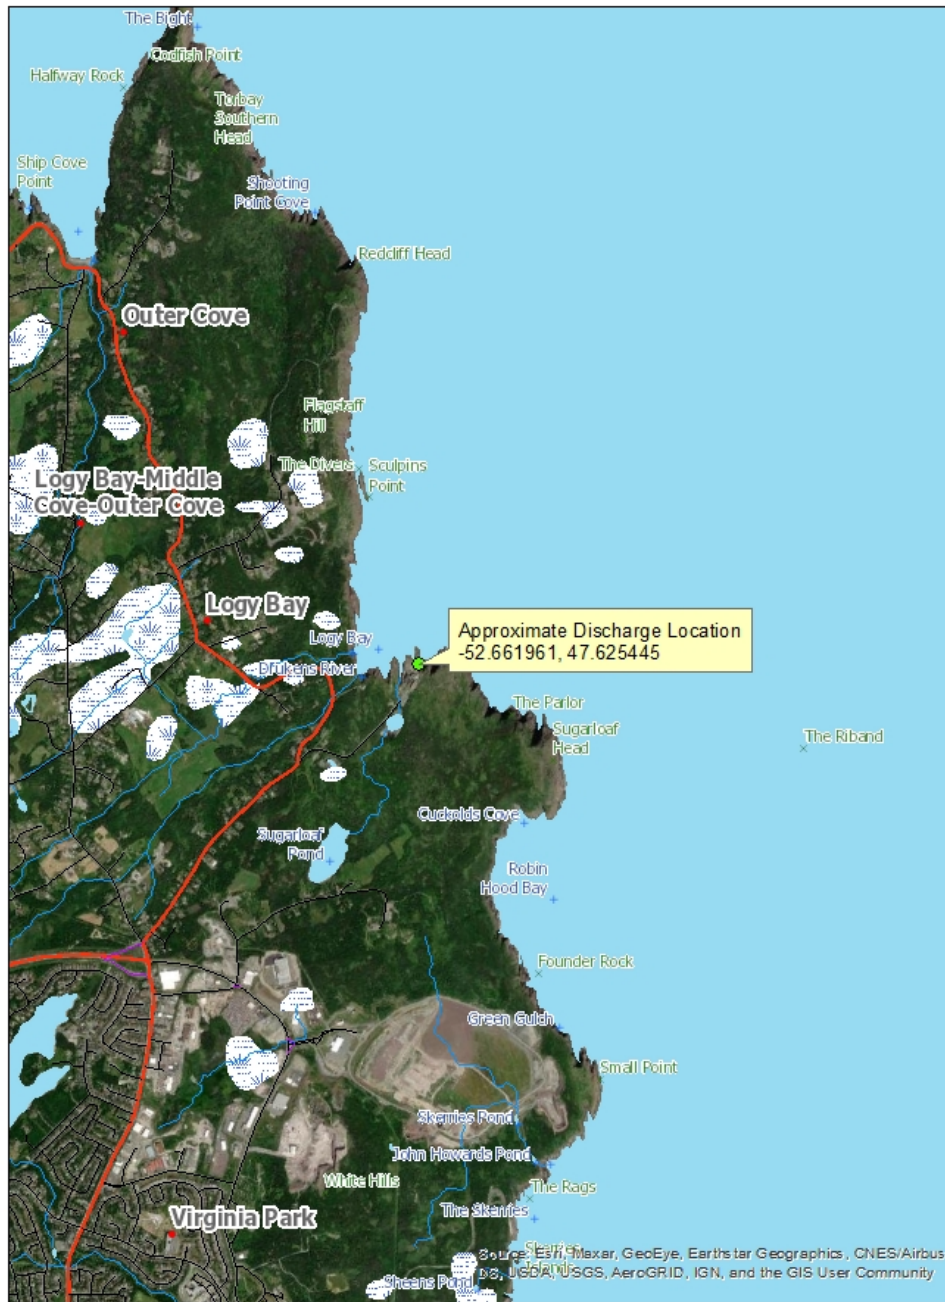 The Bight
Codfish Point
Halfway Rock
Torbay
Southern
Head
Ship Cove
Point
Shooting
Point Cove
Redcliff Head
Outer Cove
Flagstaff
Hill
The Divers
Sculpins
Point
Logy Bay-Middle
Cove-Outer Cove
Logy Bay
Logy Bay
Approximate Discharge Location
-52.661961, 47.625445
River
The Parlor
Sugarloaf
Head
The Riband
Cuckolds Cove
Sugarloaf
Pond
Robin
Hood Bay
Founder Rock
Green Gulch
Small Point
Skerries Pond
John Howards Pond
White Hills
The Rags
The Skerries
Virginia Park
Skerries
Islands
Source: Esri, Maxar, GeoEye, Earthstar Geographics, CNES/Airbus
DS, USDA, USGS, AeroGRID, IGN, and the GIS User Community
Sheens Pond